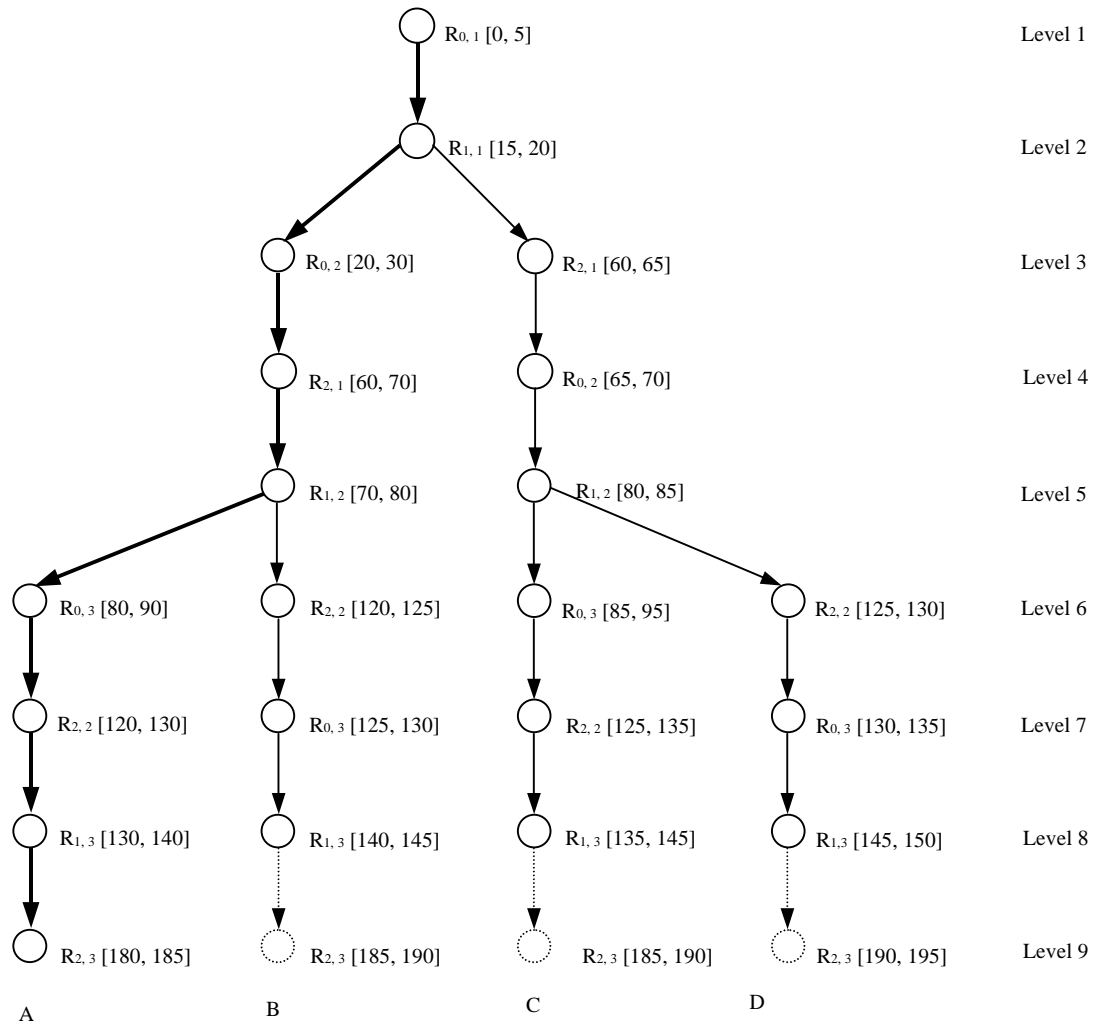 R0, 1 [0, 5] Level 1
R1, 1 [15, 20] Level 2
R0, 2 [20, 30] R2, 1 [60, 65] Level 3
R2, 1 [60, 70] R0, 2 [65, 70] Level 4
R1, 2 [70, 80] R1, 2 [80, 85] Level 5
R0, 3 [80, 90] R2, 2 [120, 125] R0, 3 [85, 95] R2, 2 [125, 130] Level 6
R2, 2 [120, 130] R0, 3 [125, 130] R2, 2 [125, 135] R0, 3 [130, 135] Level 7
R1, 3 [130, 140] R1, 3 [140, 145] R1, 3 [135, 145] R1,3 [145, 150] Level 8
R2, 3 [180, 185] R2, 3 [185, 190] R2, 3 [185, 190] R2, 3 [190, 195] Level 9
A B C D